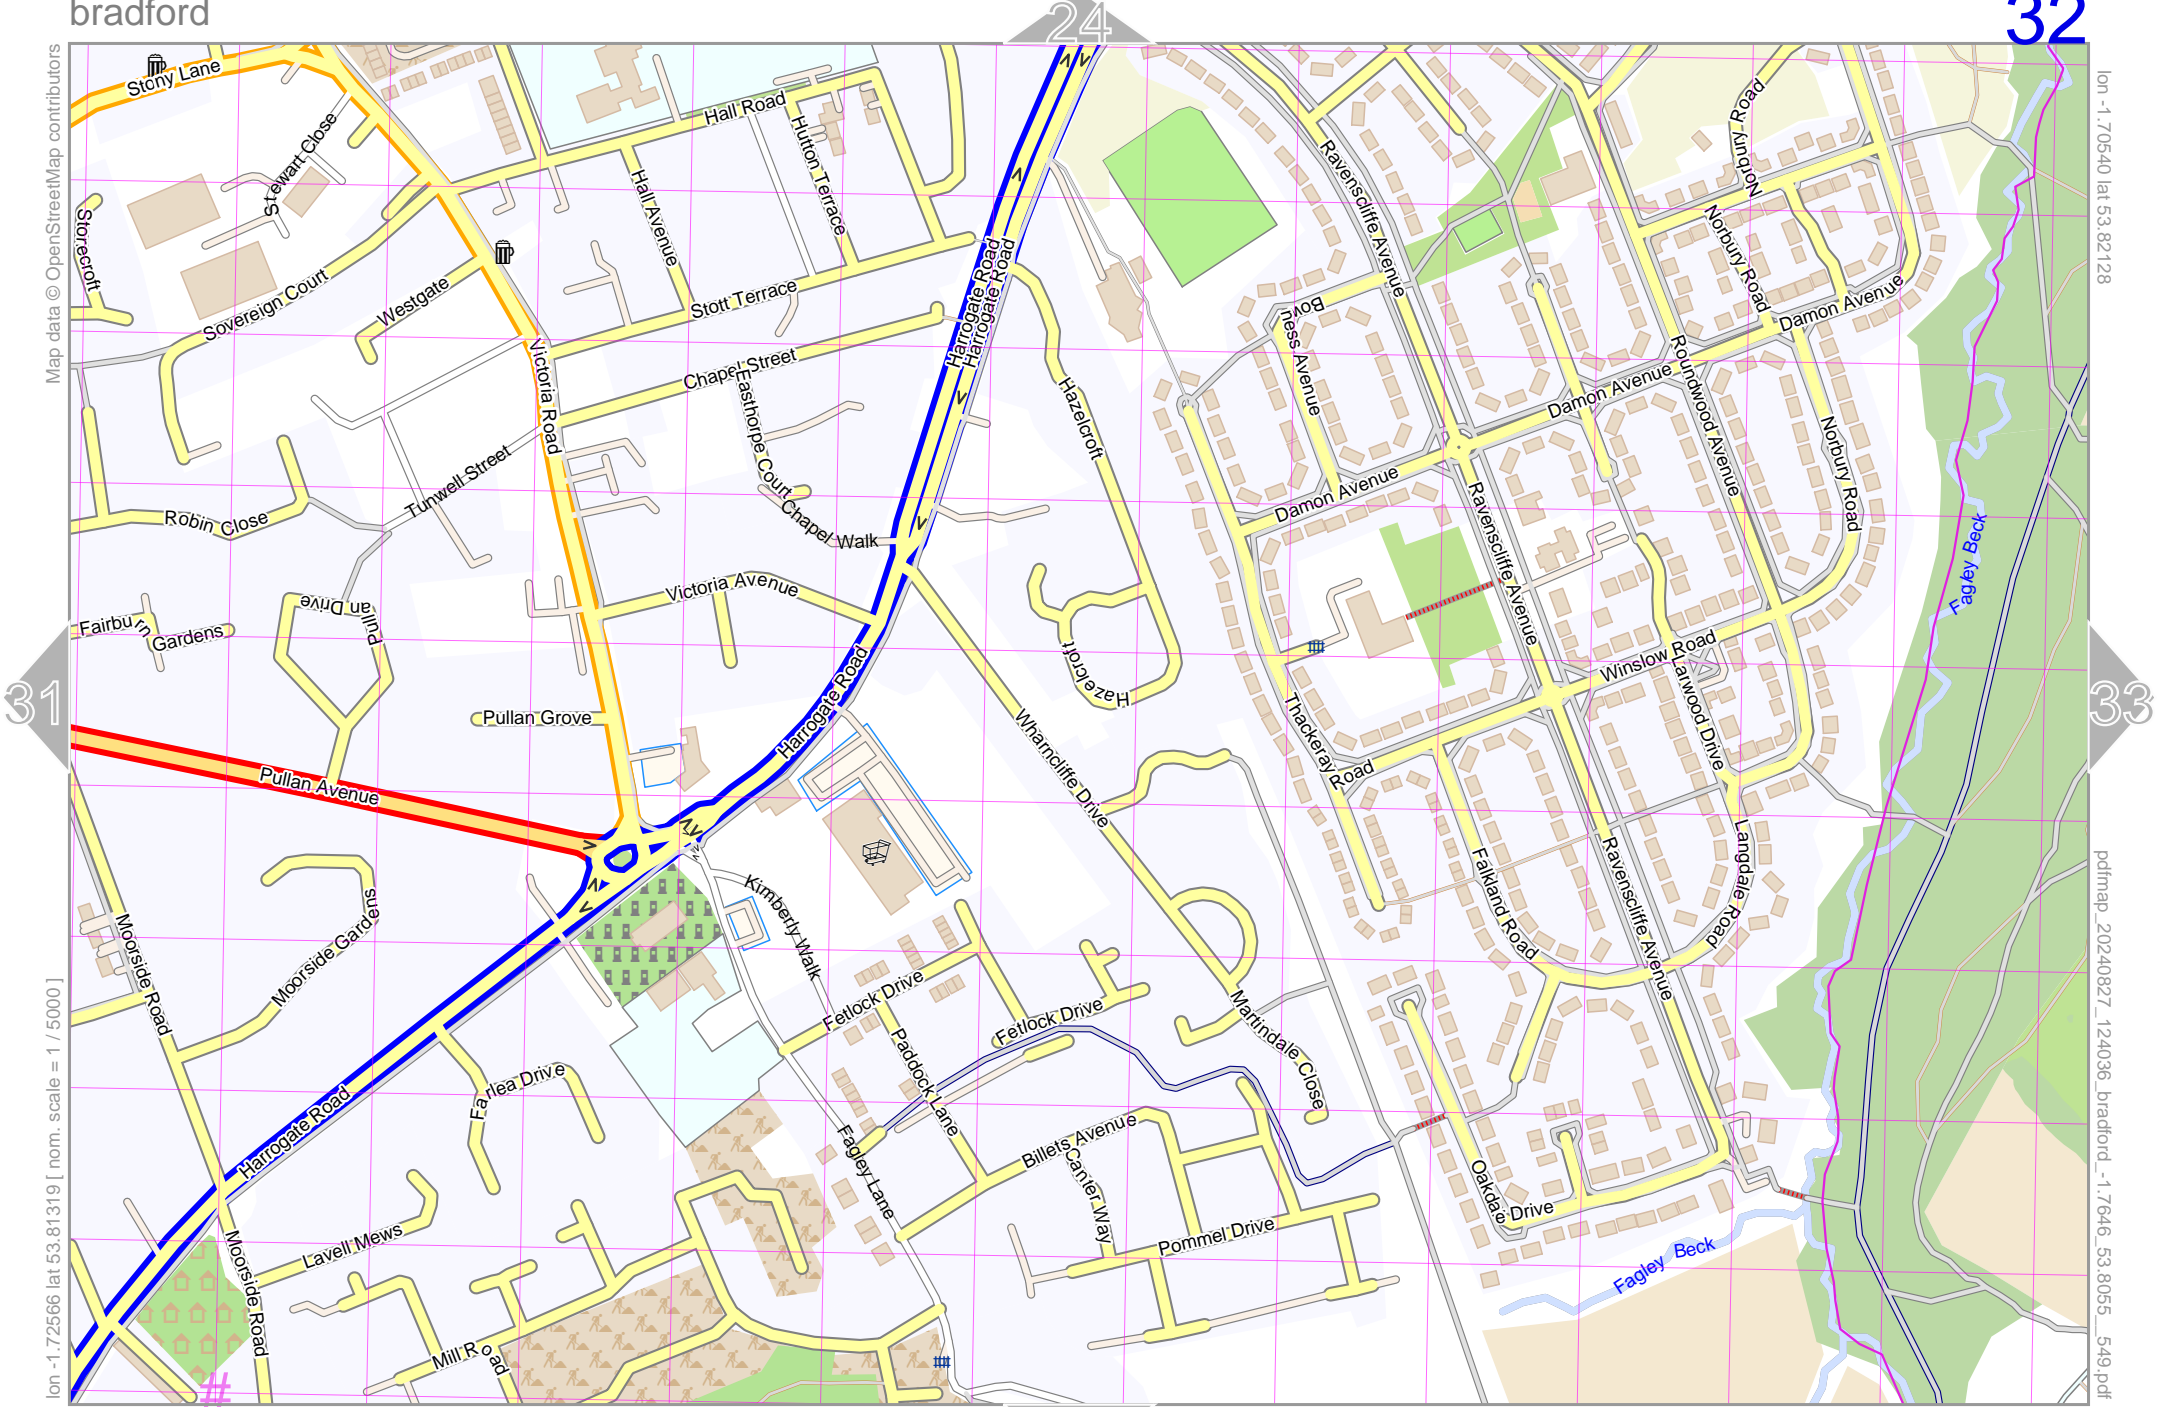 bradford
24
32
Map data © OpenStreetMap contributors
lon -1.70540 lat 53.82128
Stony Lane
Stewart Close
Storecroft
Sovereign Court
Westgate
Hall Road
Hall Avenue
Hutton Terrace
Stott Terrace
Chapel Street
Victoria Road
Easthorpe Court
Chapel Walk
Tunwell Street
Robin Close
Harrogate Road
Harrogate Road
Hazelcroft
Hazelcroft
Ravenscliffe Avenue
Bowness Avenue
Norbury Road
Norbury Road
Damon Avenue
Damon Avenue
Damon Avenue
Roundwood Avenue
Norbury Road
Ravenscliffe Avenue
Fagley Beck
Fairburn Gardens
Pullan Drive
Victoria Avenue
Harrogate Road
Pullan Grove
Pullan Avenue
31
33
Wharncliffe Drive
Thackeray Road
Winslow Road
Larwood Drive
Langdale Road
Falkland Road
Ravenscliffe Avenue
Moorside Road
Moorside Gardens
Kimberly Walk
Fetlock Drive
Fetlock Drive
Paddock Lane
Martindale Close
Farlea Drive
Harrogate Road
Fagley Lane
Billets Avenue
Canter Way
Pommel Drive
Oakdale Drive
Fagley Beck
Lavell Mews
Moorside Road
Mill Road
#
lon -1.72566 lat 53.81319 [ nom. scale = 1 / 5000 ]
pdfmap_20240827_124036_bradford_-1.7646_53.8055__549.pdf